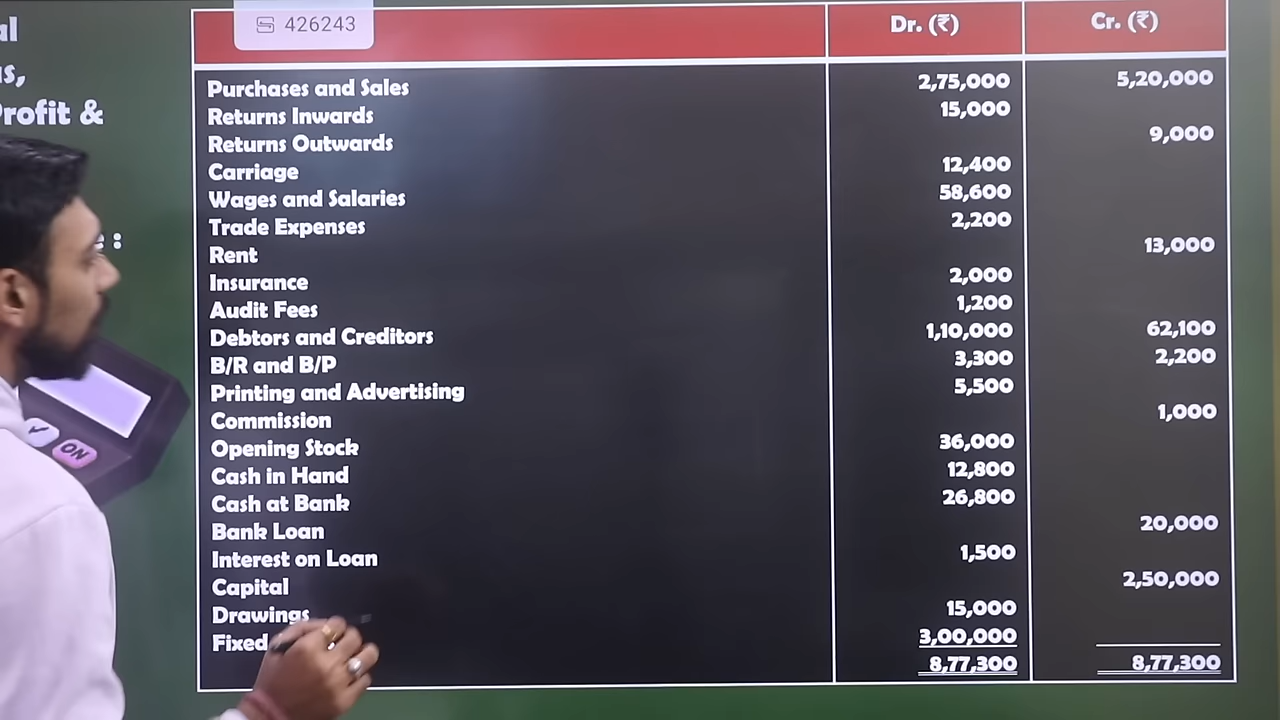 al
s,
Profit &
:
426243
Dr. (₹) Cr. (₹)
Purchases and Sales 2,75,000 5,20,000
Returns Inwards 15,000
Returns Outwards 9,000
Carriage 12,400
Wages and Salaries 58,600
Trade Expenses 2,200
Rent 13,000
Insurance 2,000
Audit Fees 1,200
Debtors and Creditors 1,10,000 62,100
B/R and B/P 3,300 2,200
Printing and Advertising 5,500
Commission 1,000
Opening Stock 36,000
Cash in Hand 12,800
Cash at Bank 26,800
Bank Loan 20,000
Interest on Loan 1,500
Capital 2,50,000
Drawings 15,000
Fixed 3,00,000
8,77,300 8,77,300
ON